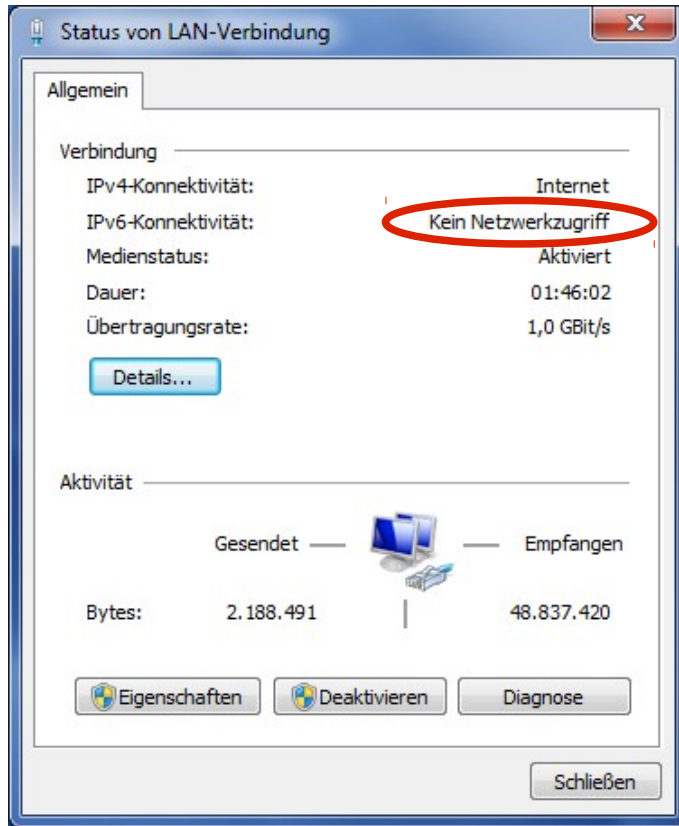 Status von LAN-Verbindung
Allgemein
Verbindung
IPv4-Konnektivität: Internet
IPv6-Konnektivität: Kein Netzwerkzugriff
Medienstatus: Aktiviert
Dauer: 01:46:02
Übertragungsrate: 1,0 GBit/s
Details...
Aktivität
Gesendet Empfangen
Bytes: 2.188.491 48.837.420
Eigenschaften Deaktivieren Diagnose
Schließen